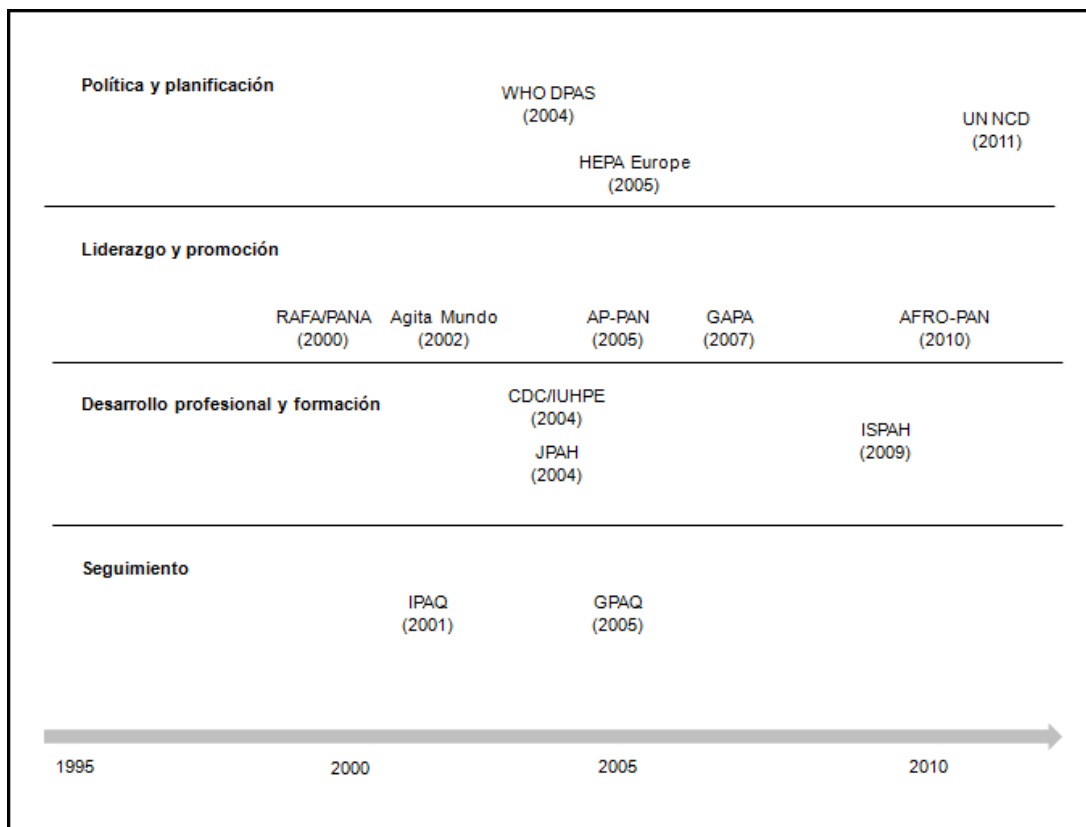 Política y planificación
WHO DPAS
(2004)
UN NCD
(2011)
HEPA Europe
(2005)
Liderazgo y promoción
RAFA/PANA Agita Mundo AP-PAN GAPA AFRO-PAN
(2000) (2002) (2005) (2007) (2010)
Desarrollo profesional y formación
CDC/IUHPE
(2004)
ISPAH
(2009)
JPAH
(2004)
Seguimiento
IPAQ GPAQ
(2001) (2005)
1995 2000 2005 2010